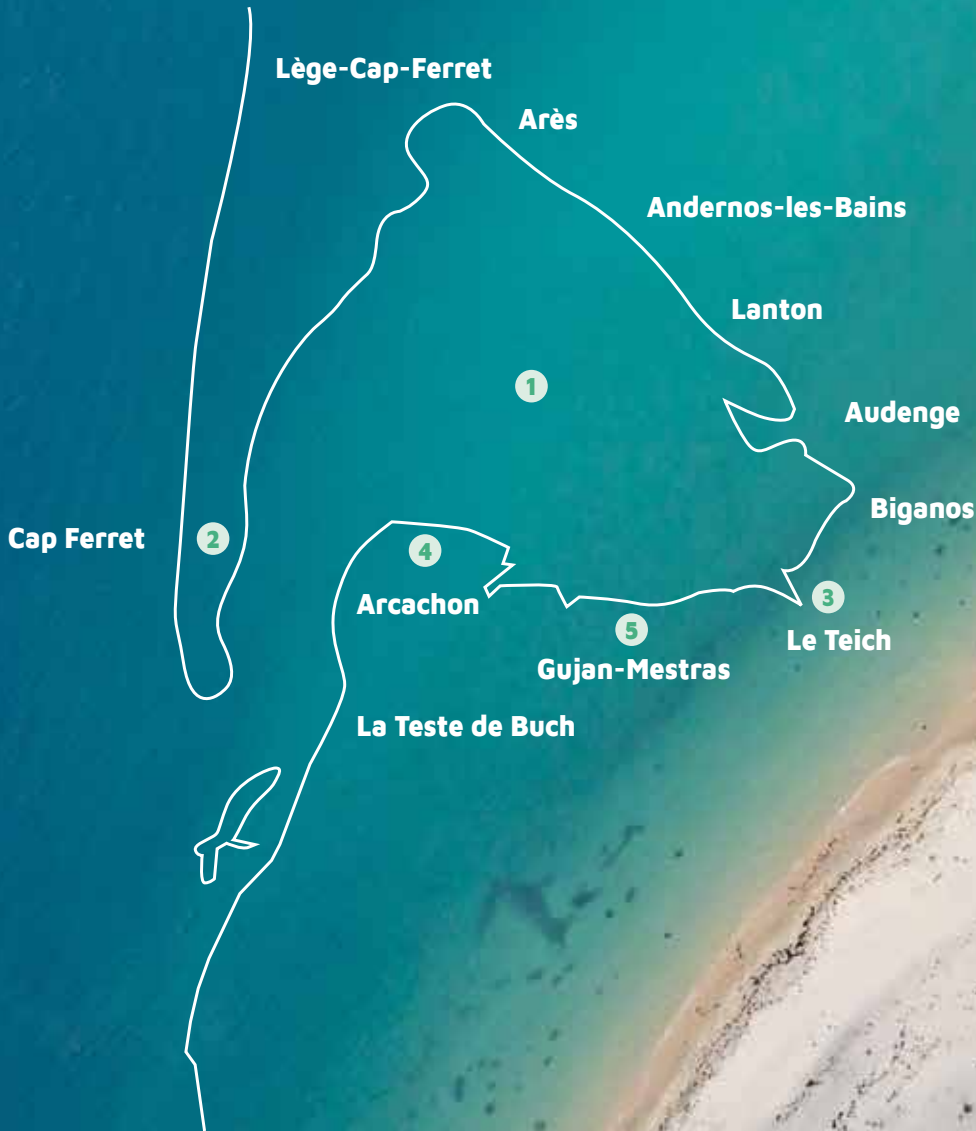 Lège-Cap-Ferret
Arès
Andernos-les-Bains
Lanton
1
Audenge
Biganos
Cap Ferret
2
4
Arcachon
3
Le Teich
5
Gujan-Mestras
La Teste de Buch